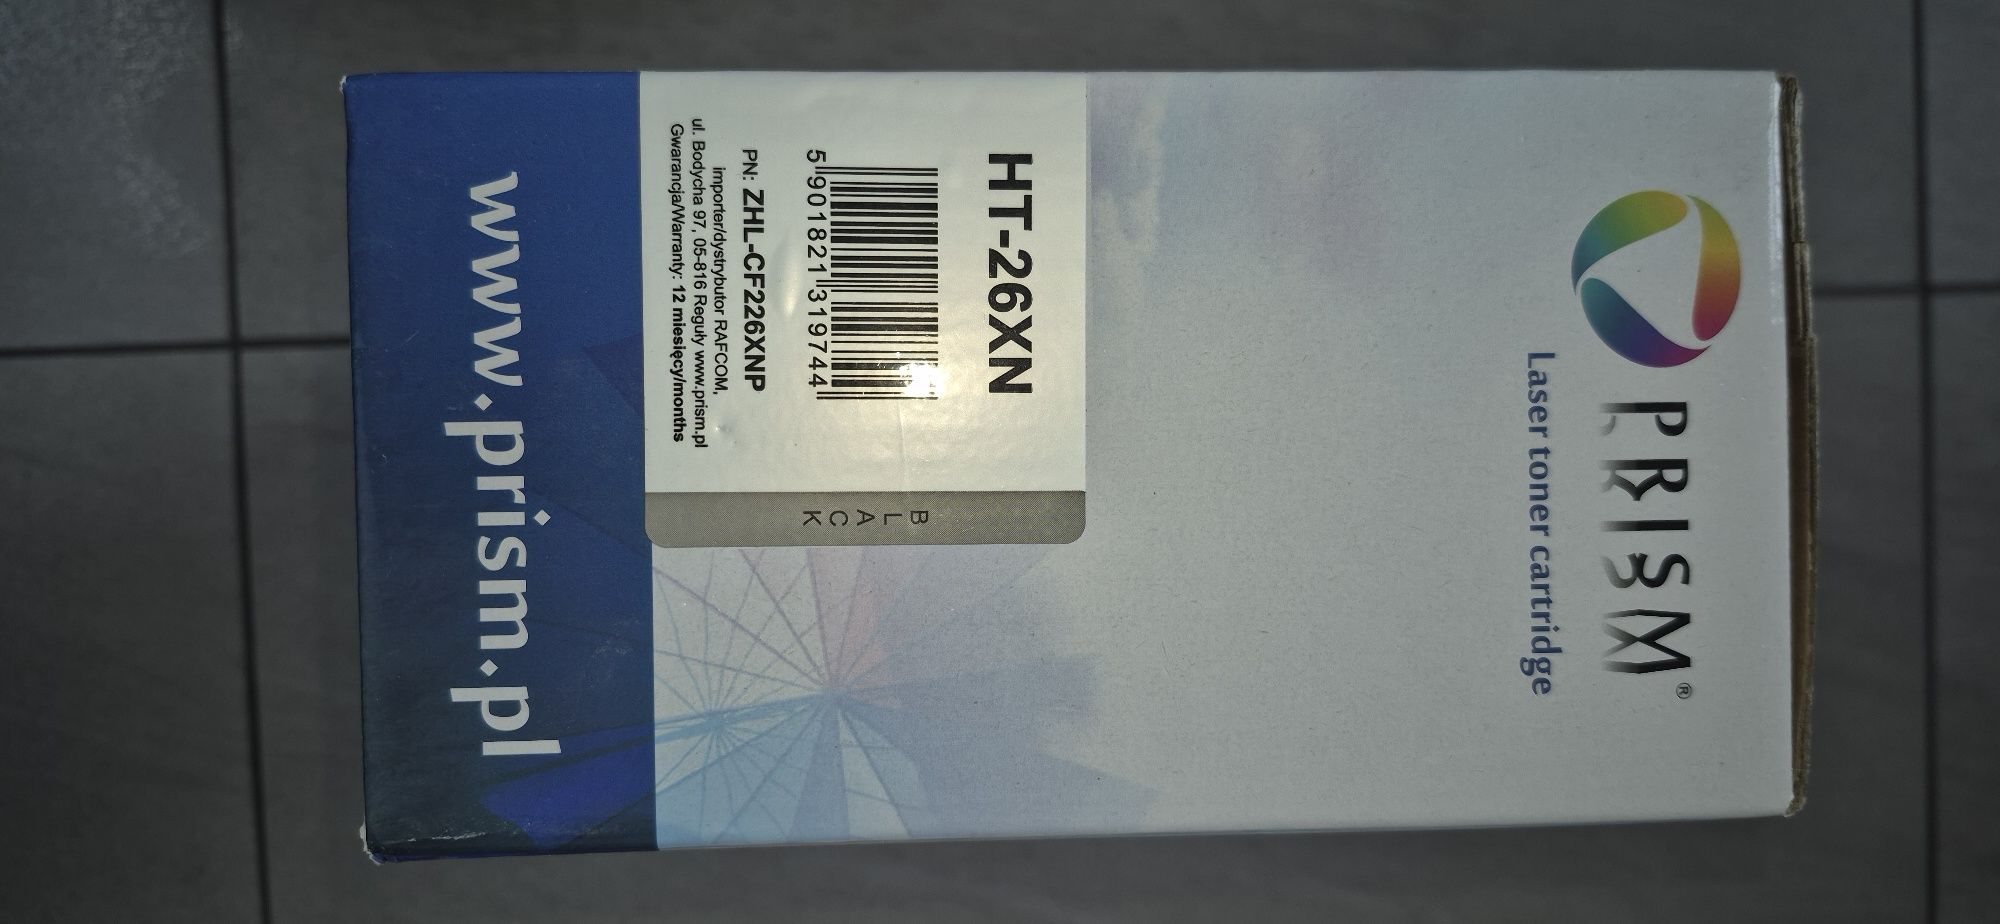 PRISM®
Laser toner cartridge
HT-26XN
5 901821 319744
PN: ZHL-CF226XNP
importer/dystrybutor RAFCOM,
ul. Bodycha 97, 05-816 Reguły www.prism.pl
Gwarancja/Warranty: 12 miesięcy/months
BLACK
www.prism.pl